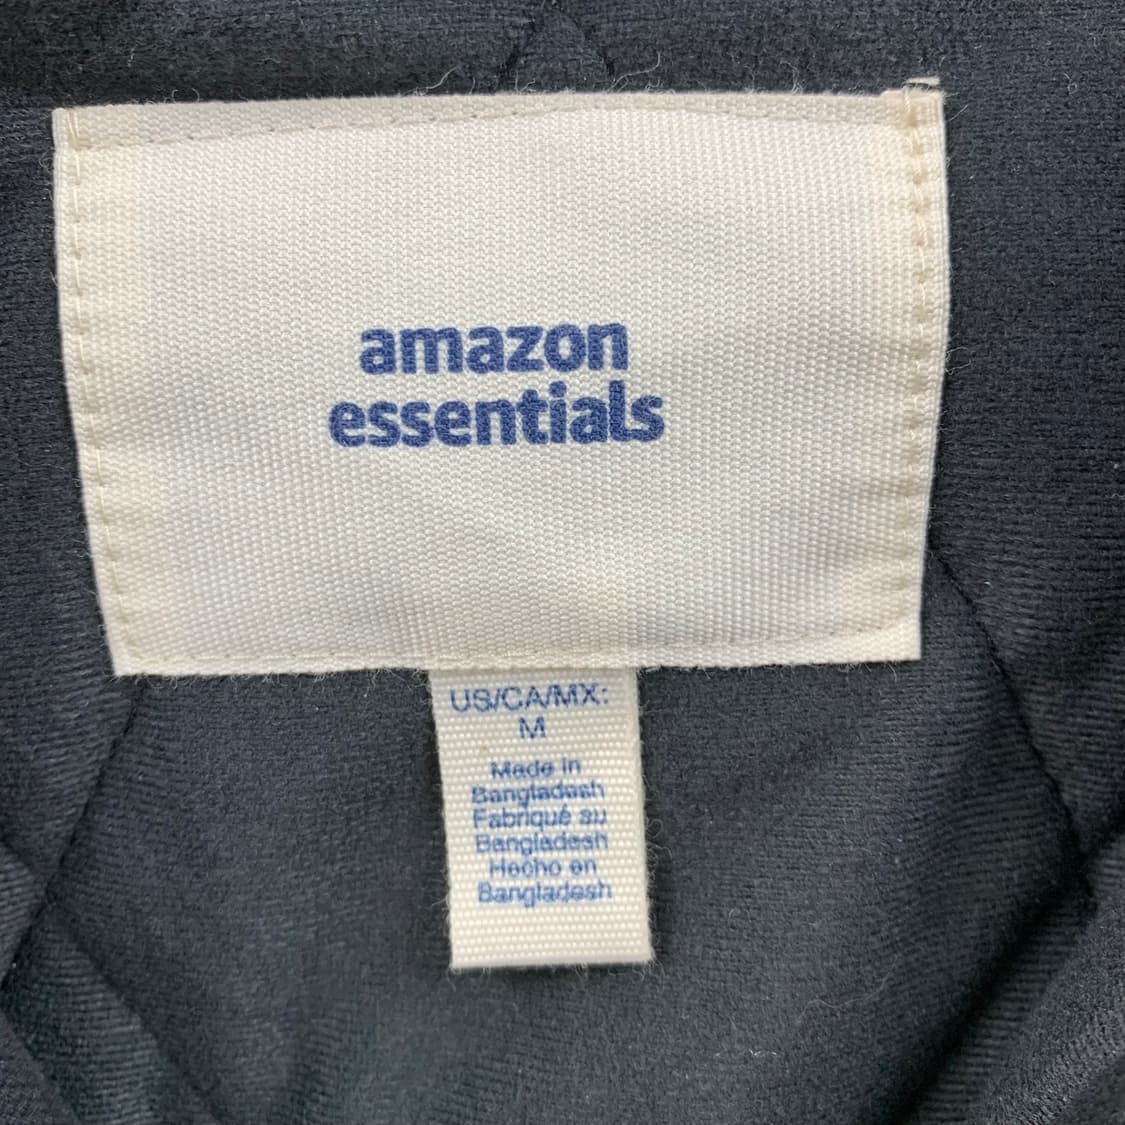 amazon
essentials
US/CA/MX:
M
Made in
Bangladesh
Fabriqué au
Bangladesh
Hecho en
Bangladesh